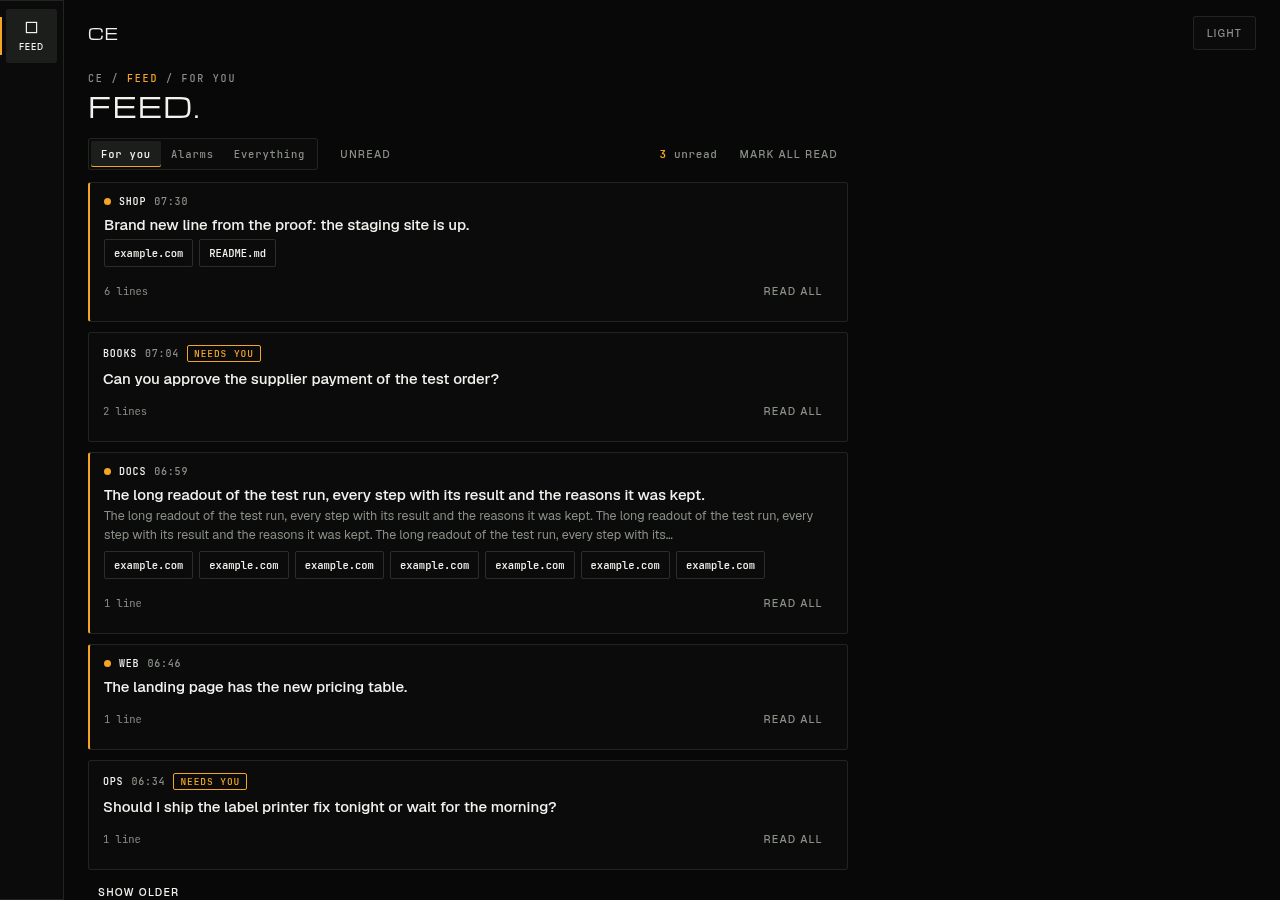 FEED
CE
LIGHT
CE / FEED / FOR YOU
FEED.
For you Alarms Everything UNREAD 3 unread MARK ALL READ
SHOP 07:30
Brand new line from the proof: the staging site is up.
example.com README.md
6 lines READ ALL
BOOKS 07:04 NEEDS YOU
Can you approve the supplier payment of the test order?
2 lines READ ALL
DOCS 06:59
The long readout of the test run, every step with its result and the reasons it was kept.
The long readout of the test run, every step with its result and the reasons it was kept. The long readout of the test run, every
step with its result and the reasons it was kept. The long readout of the test run, every step with its…
example.com example.com example.com example.com example.com example.com example.com
1 line READ ALL
WEB 06:46
The landing page has the new pricing table.
1 line READ ALL
OPS 06:34 NEEDS YOU
Should I ship the label printer fix tonight or wait for the morning?
1 line READ ALL
SHOW OLDER